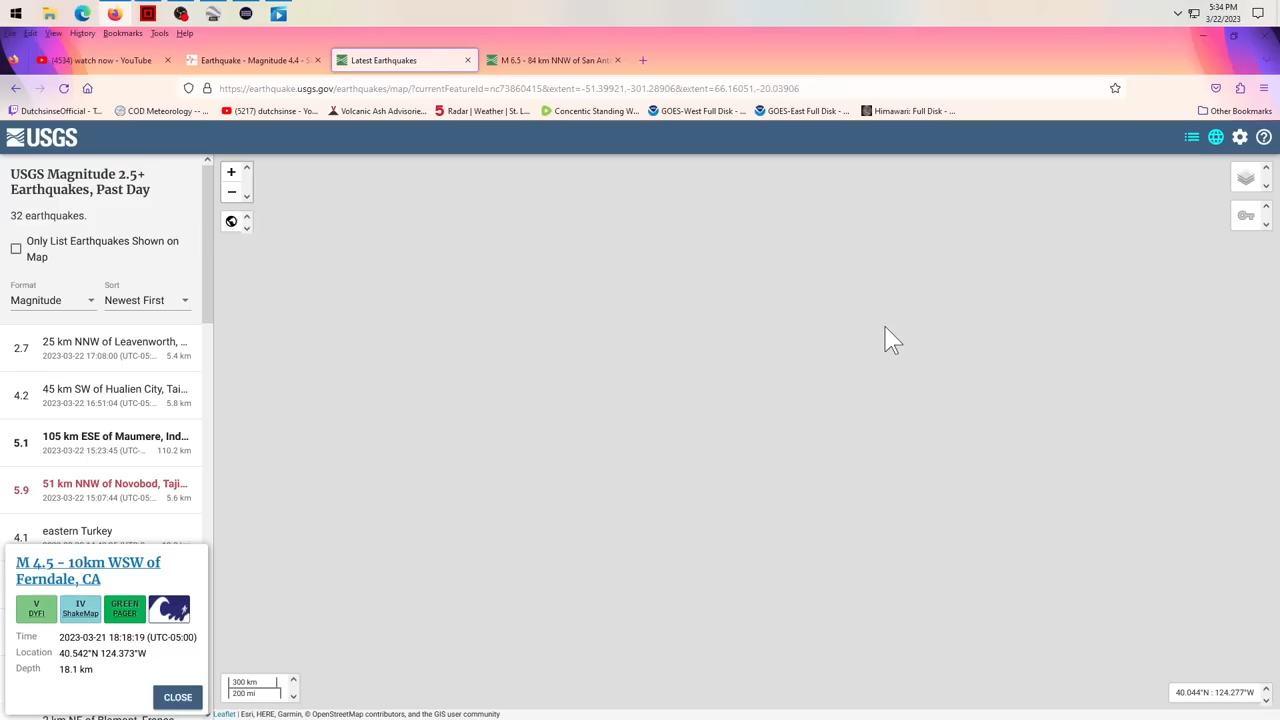 5:34 PM
3/22/2023
File Edit View History Bookmarks Tools Help
(4534) watch now - YouTube
Earthquake - Magnitude 4.4 - S
Latest Earthquakes
M 6.5 - 84 km NNW of San Anto
https://earthquake.usgs.gov/earthquakes/map/?currentFeatureId=nc73860415&extent=-51.39921,-301.28906&extent=66.16051,-20.03906
DutchsinseOfficial - T... COD Meteorology -- ... (5217) dutchsinse - Yo... Volcanic Ash Advisorie... Radar | Weather | St. L... Concentric Standing W... GOES-West Full Disk - ... GOES-East Full Disk - ... Himawari: Full Disk - ... Other Bookmarks
USGS
USGS Magnitude 2.5+
Earthquakes, Past Day
32 earthquakes.
Only List Earthquakes Shown on
Map
Format Sort
Magnitude Newest First
2.7 25 km NNW of Leavenworth, ...
2023-03-22 17:08:00 (UTC-05:... 5.4 km
4.2 45 km SW of Hualien City, Tai...
2023-03-22 16:51:04 (UTC-05:... 5.8 km
5.1 105 km ESE of Maumere, Ind...
2023-03-22 15:23:45 (UTC-... 110.2 km
5.9 51 km NNW of Novobod, Taji...
2023-03-22 15:07:44 (UTC-05:... 5.6 km
4.1 eastern Turkey
M 4.5 - 10km WSW of
Ferndale, CA
V DYFI
IV ShakeMap
GREEN PAGER
Time 2023-03-21 18:18:19 (UTC-05:00)
Location 40.542°N 124.373°W
Depth 18.1 km
CLOSE
2 km NE of Blomont, France
300 km
200 mi
40.044°N : 124.277°W
Leaflet | Esri, HERE, Garmin, © OpenStreetMap contributors, and the GIS user community